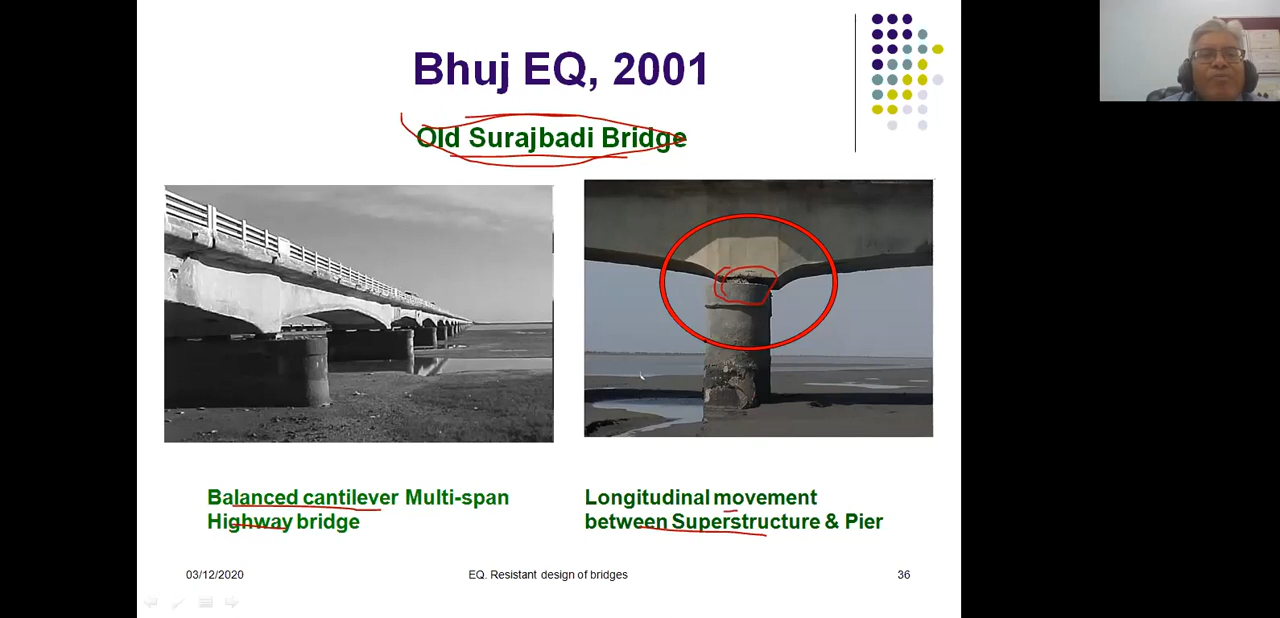 Bhuj EQ, 2001
Old Surajbadi Bridge
Balanced cantilever Multi-span
Highway bridge
Longitudinal movement
between Superstructure & Pier
03/12/2020
EQ. Resistant design of bridges
36